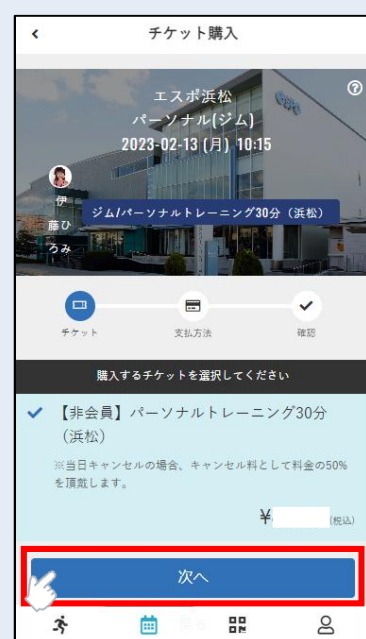 チケット購入
エスポ浜松
パーソナル(ジム)
2023-02-13 (月) 10:15
伊
藤ひ
ろみ
ジム/パーソナルトレーニング30分（浜松）
チケット
支払方法
確認
購入するチケットを選択してください
【非会員】パーソナルトレーニング30分
（浜松）
※当日キャンセルの場合、キャンセル料として料金の50%
を頂戴します。
¥ (税込)
次へ